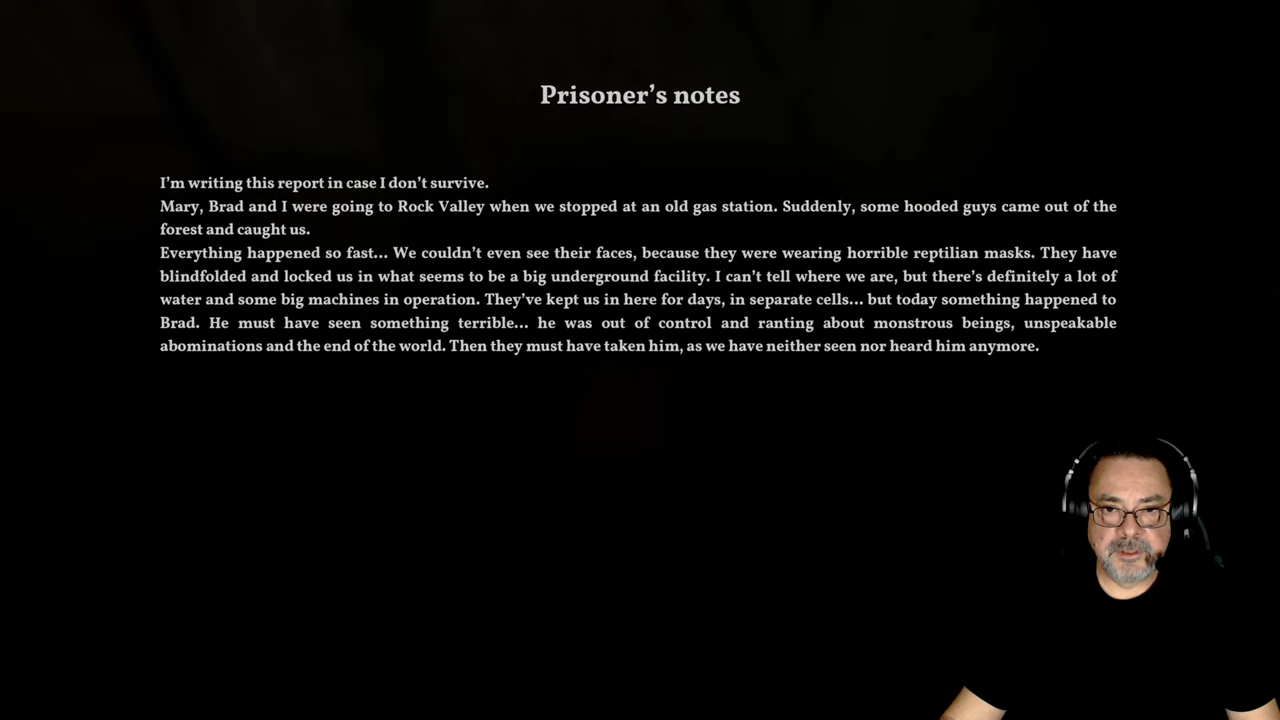 Prisoner’s notes
I’m writing this report in case I don’t survive.
Mary, Brad and I were going to Rock Valley when we stopped at an old gas station. Suddenly, some hooded guys came out of the
forest and caught us.
Everything happened so fast... We couldn’t even see their faces, because they were wearing horrible reptilian masks. They have
blindfolded and locked us in what seems to be a big underground facility. I can’t tell where we are, but there’s definitely a lot of
water and some big machines in operation. They’ve kept us in here for days, in separate cells... but today something happened to
Brad. He must have seen something terrible... he was out of control and ranting about monstrous beings, unspeakable
abominations and the end of the world. Then they must have taken him, as we have neither seen nor heard him anymore.